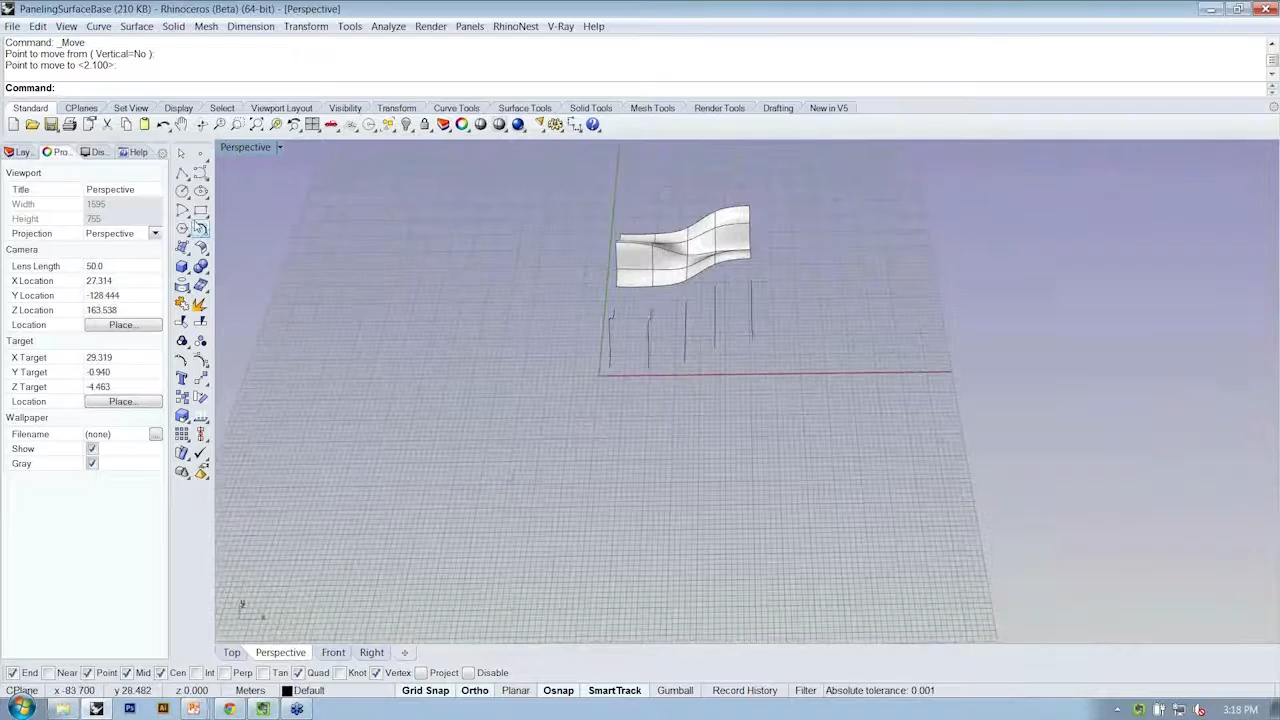 PanelingSurfaceBase (210 KB) - Rhinoceros (Beta) (64-bit) - [Perspective]
File Edit View Curve Surface Solid Mesh Dimension Transform Tools Analyze Render Panels RhinoNest V-Ray Help
Command: _Move
Point to move from ( Vertical=No ):
Point to move to <2.100>:
Command:
Standard CPlanes Set View Display Select Viewport Layout Visibility Transform Curve Tools Surface Tools Solid Tools Mesh Tools Render Tools Drafting New in V5
Lay... Pro... Dis... Help
Perspective
Viewport
Title Perspective
Width 1595
Height 755
Projection Perspective
Camera
Lens Length 50.0
X Location 27.314
Y Location -128.444
Z Location 163.538
Location Place...
Target
X Target 29.319
Y Target -0.940
Z Target -4.463
Location Place...
Wallpaper
Filename (none) ...
Show
Gray
y
x
Top Perspective Front Right
End Near Point Mid Cen Int Perp Tan Quad Knot Vertex Project Disable
CPlane x -83.700 y 28.482 z 0.000 Meters Default Grid Snap Ortho Planar Osnap SmartTrack Gumball Record History Filter Absolute tolerance: 0.001
3:18 PM